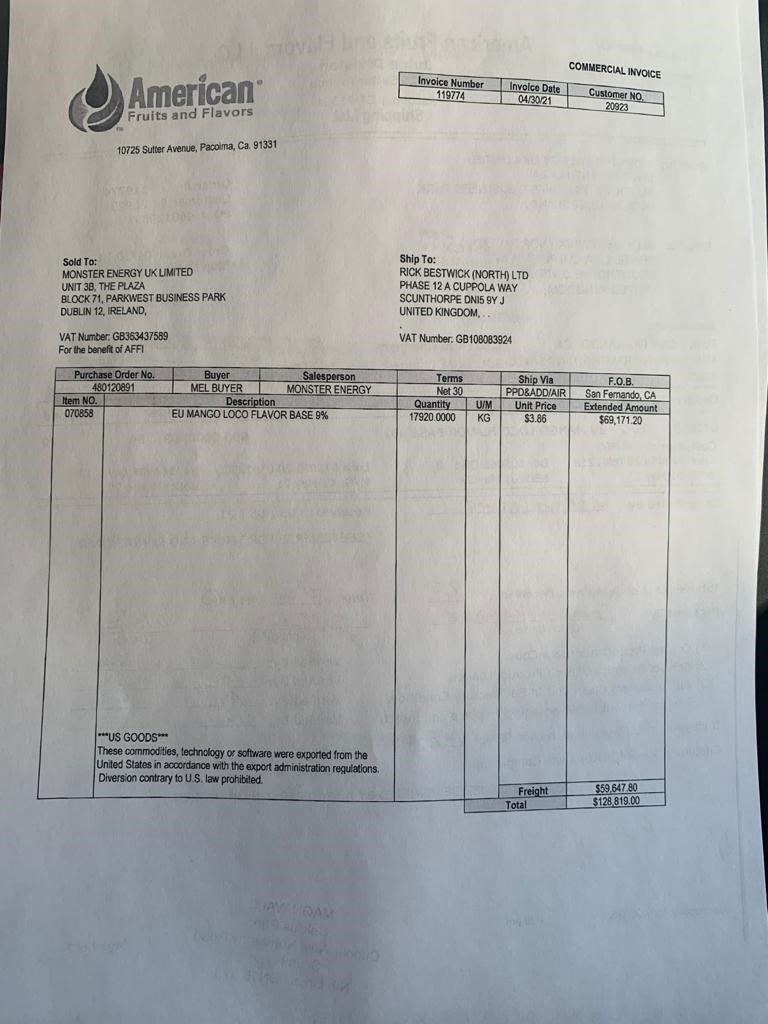 COMMERCIAL INVOICE
American
Fruits and Flavors
10725 Sutter Avenue, Pacoima, Ca. 91331
Invoice Number Invoice Date Customer NO.
119774 04/30/21 20923
Sold To:
MONSTER ENERGY UK LIMITED
UNIT 3B, THE PLAZA
BLOCK 71, PARKWEST BUSINESS PARK
DUBLIN 12, IRELAND,
VAT Number: GB363437589
For the benefit of AFFI
Ship To:
RICK BESTWICK (NORTH) LTD
PHASE 12 A CUPPOLA WAY
SCUNTHORPE DNI5 9Y J
UNITED KINGDOM, . .
.
VAT Number: GB108083924
Purchase Order No. Buyer Salesperson Terms Ship Via F.O.B.
480120891 MEL BUYER MONSTER ENERGY Net 30 PPD&ADD/AIR San Fernando, CA
Item NO. Description Quantity U/M Unit Price Extended Amount
070858 EU MANGO LOCO FLAVOR BASE 9% 17920.0000 KG $3.86 $69,171.20
***US GOODS***
These commodities, technology or software were exported from the
United States in accordance with the export administration regulations.
Diversion contrary to U.S. law prohibited.
Freight $59,647.80
Total $128,819.00